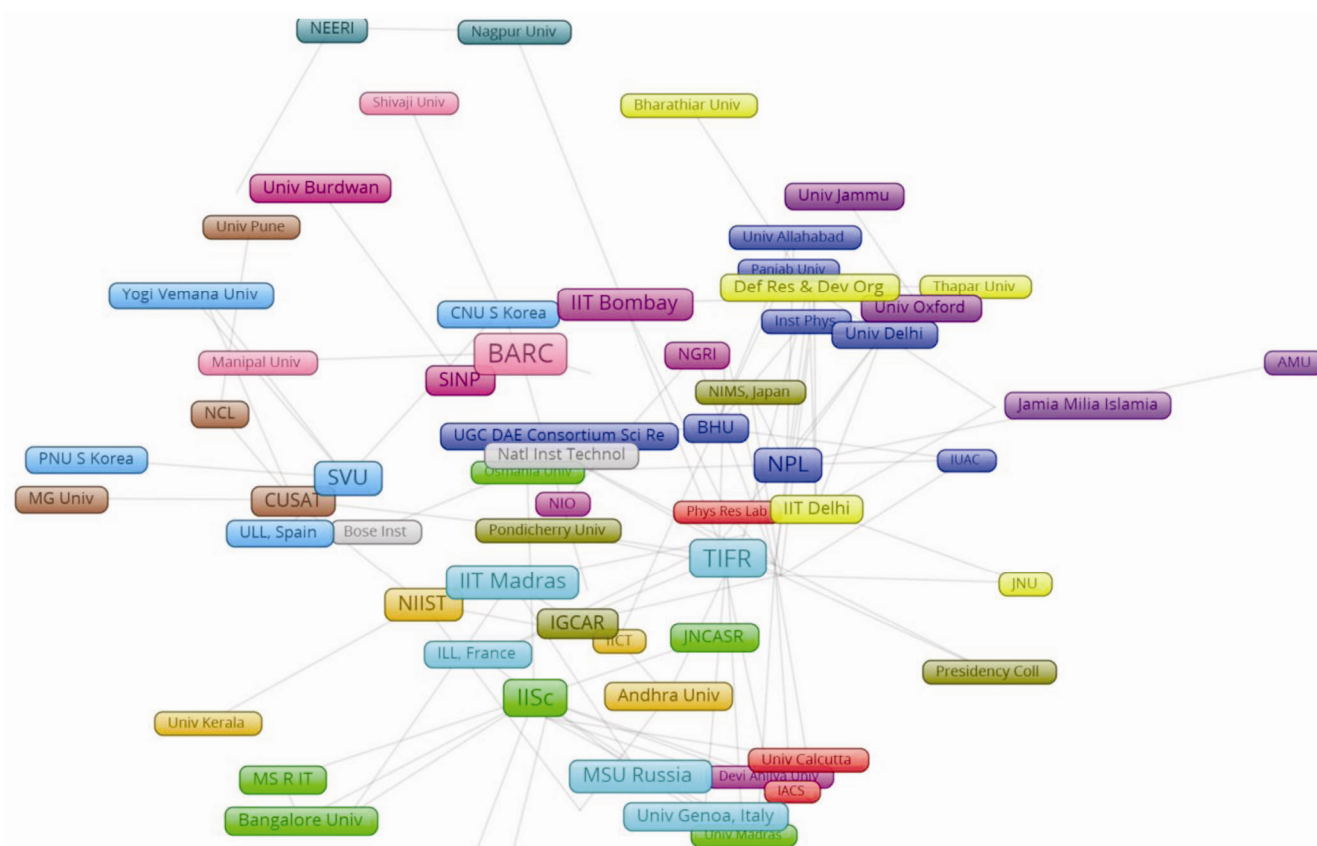 NEERI
Nagpur Univ
Shivaji Univ
Bharathiar Univ
Univ Burdwan
Univ Jammu
Univ Pune
Univ Allahabad
Panjab Univ
Def Res & Dev Org
Thapar Univ
Yogi Vemana Univ
CNU S Korea
IIT Bombay
Univ Oxford
Inst Phys
Univ Delhi
BARC
NGRI
Manipal Univ
AMU
SINP
NIMS, Japan
Jamia Milia Islamia
NCL
UGC DAE Consortium Sci Re
BHU
Natl Inst Technol
PNU S Korea
NPL
IUAC
Osmania Univ
SVU
MG Univ
CUSAT
NIO
Phys Res Lab
IIT Delhi
ULL, Spain
Bose Inst
Pondicherry Univ
TIFR
IIT Madras
JNU
NIIST
IGCAR
IICT
JNCASR
ILL, France
Presidency Coll
IISc
Andhra Univ
Univ Kerala
Univ Calcutta
MS R IT
MSU Russia
Devi Ahilya Univ
IACS
Bangalore Univ
Univ Genoa, Italy
Univ Madras